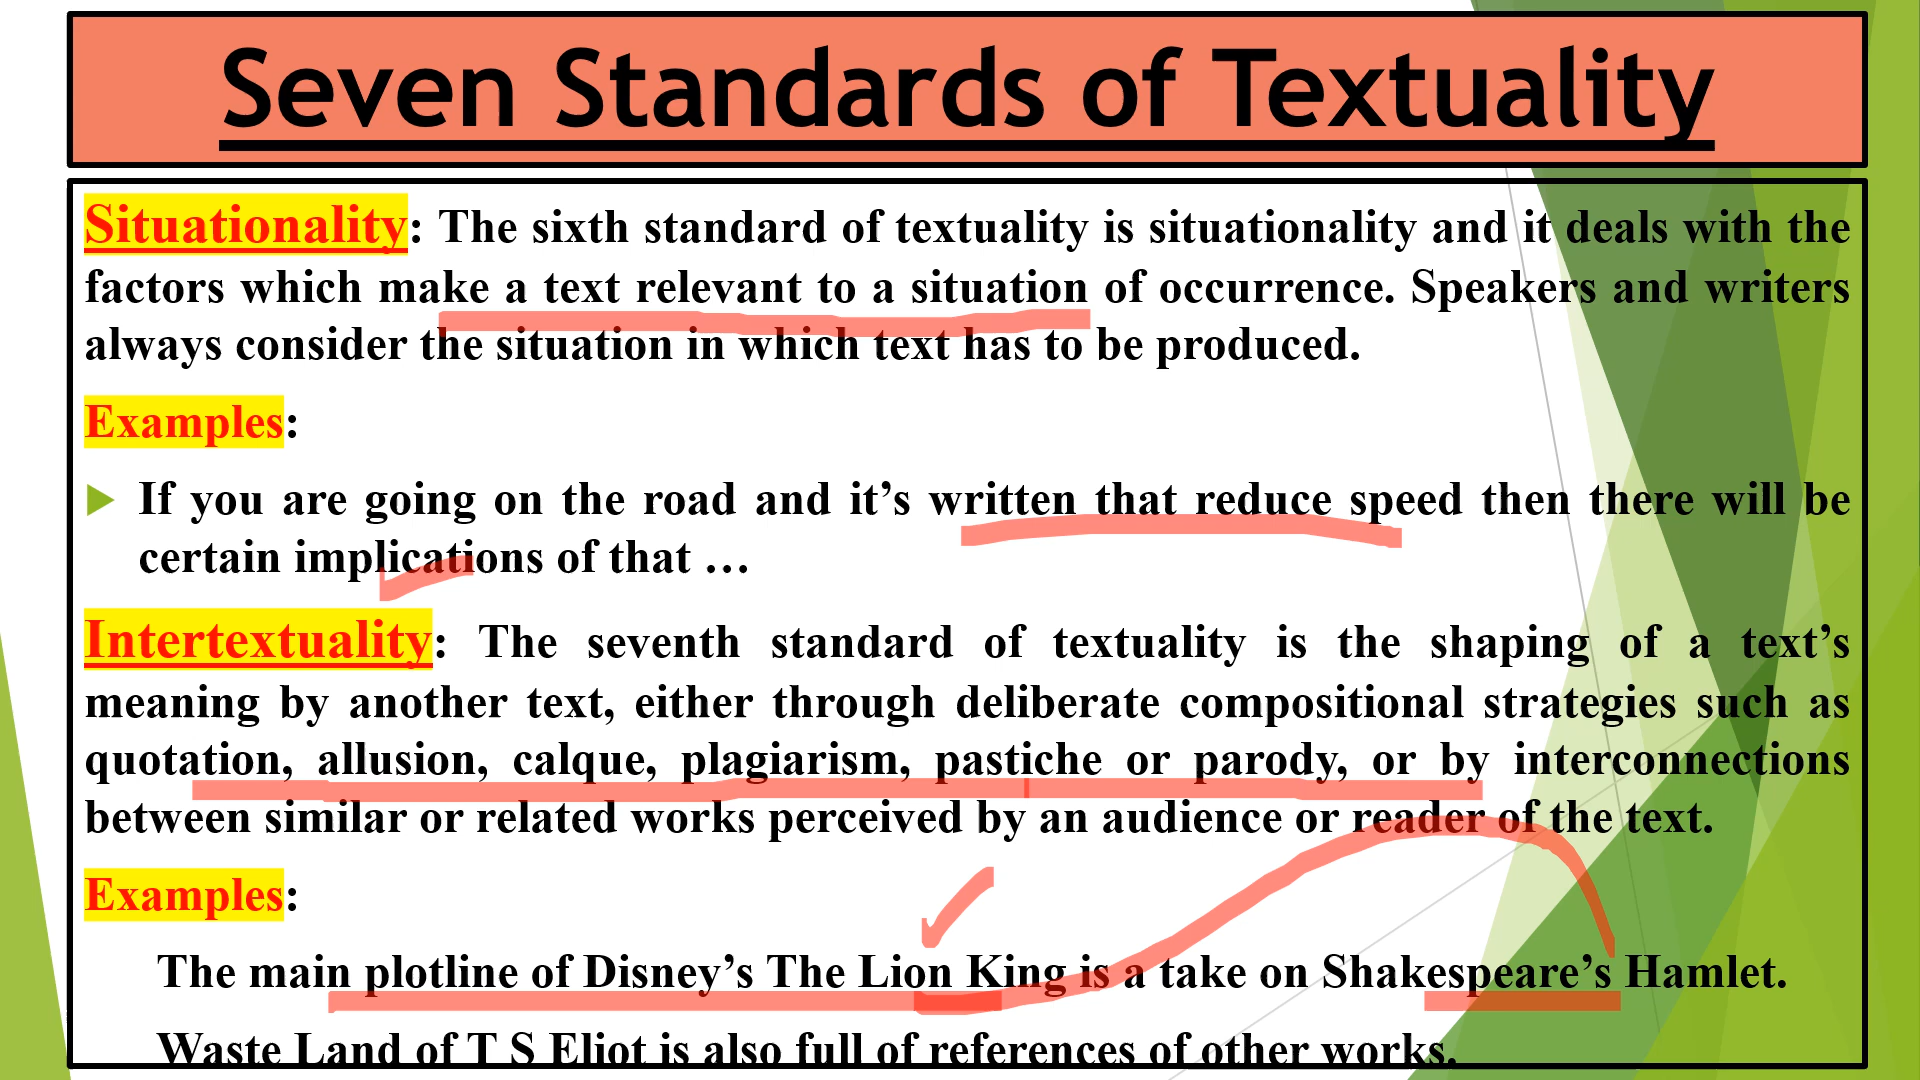 Seven Standards of Textuality
Situationality: The sixth standard of textuality is situationality and it deals with the
factors which make a text relevant to a situation of occurrence. Speakers and writers
always consider the situation in which text has to be produced.
Examples:
If you are going on the road and it’s written that reduce speed then there will be
certain implications of that …
Intertextuality: The seventh standard of textuality is the shaping of a text’s
meaning by another text, either through deliberate compositional strategies such as
quotation, allusion, calque, plagiarism, pastiche or parody, or by interconnections
between similar or related works perceived by an audience or reader of the text.
Examples:
The main plotline of Disney’s The Lion King is a take on Shakespeare’s Hamlet.
Waste Land of T S Eliot is also full of references of other works.